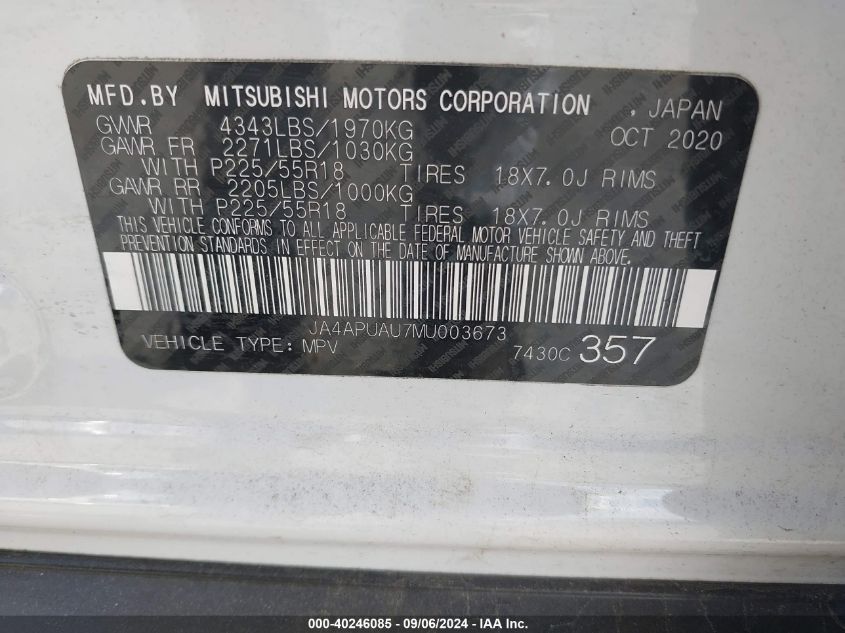 MFD.BY MITSUBISHI MOTORS CORPORATION , JAPAN
GVWR 4343LBS/1970KG OCT 2020
GAWR FR 2271LBS/1030KG
WITH P225/55R18 TIRES 18X7.0J RIMS
GAWR RR 2205LBS/1000KG
WITH P225/55R18 TIRES 18X7.0J RIMS
THIS VEHICLE CONFORMS TO ALL APPLICABLE FEDERAL MOTOR VEHICLE SAFETY AND THEFT
PREVENTION STANDARDS IN EFFECT ON THE DATE OF MANUFACTURE SHOWN ABOVE.
JA4APUAU7MU003673
VEHICLE TYPE: MPV 7430C 357
000-40246085 - 09/06/2024 - © COPYRIGHT IAA, Inc.